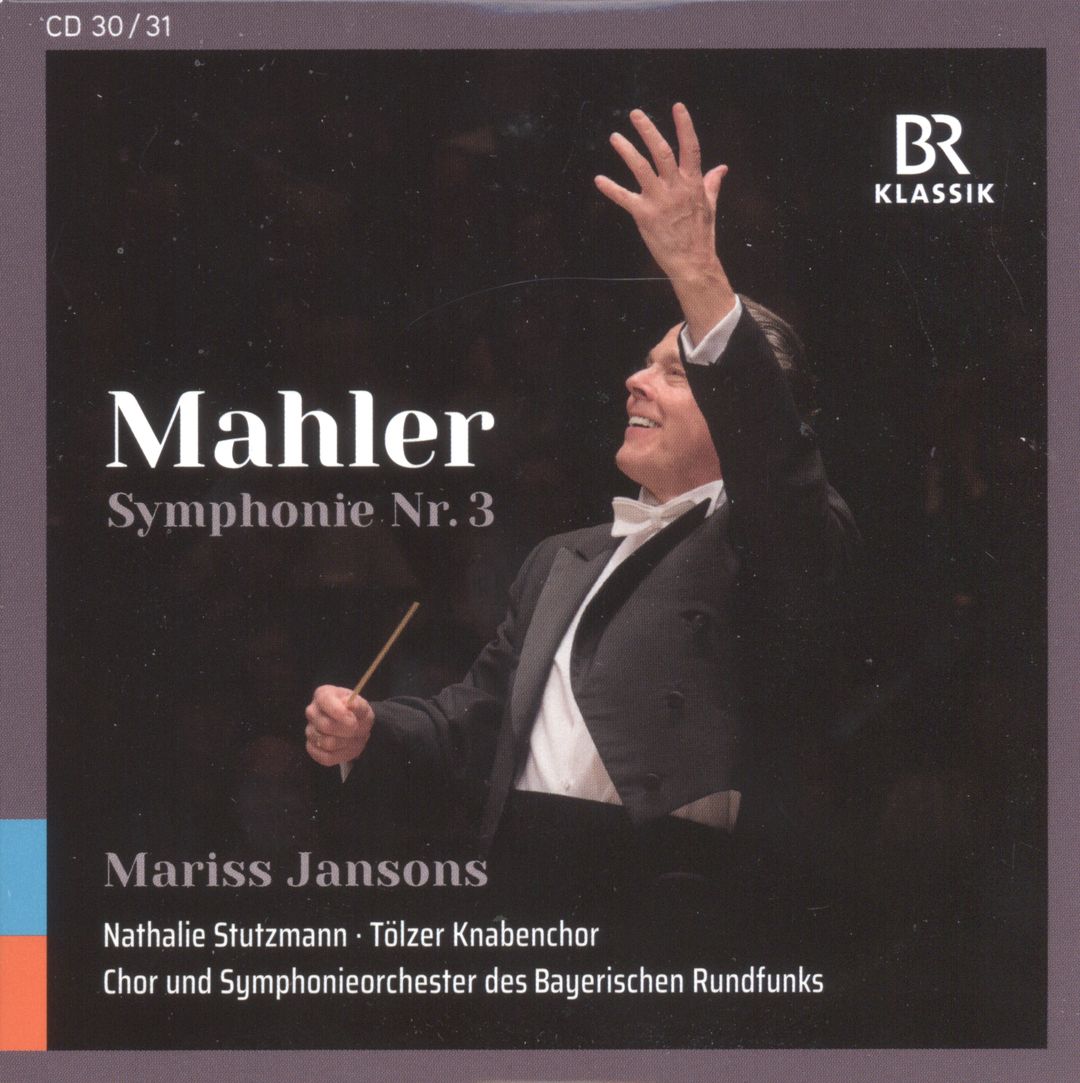 CD 30 / 31
BR
KLASSIK
Mahler
Symphonie Nr. 3
Mariss Jansons
Nathalie Stutzmann · Tölzer Knabenchor
Chor und Symphonieorchester des Bayerischen Rundfunks